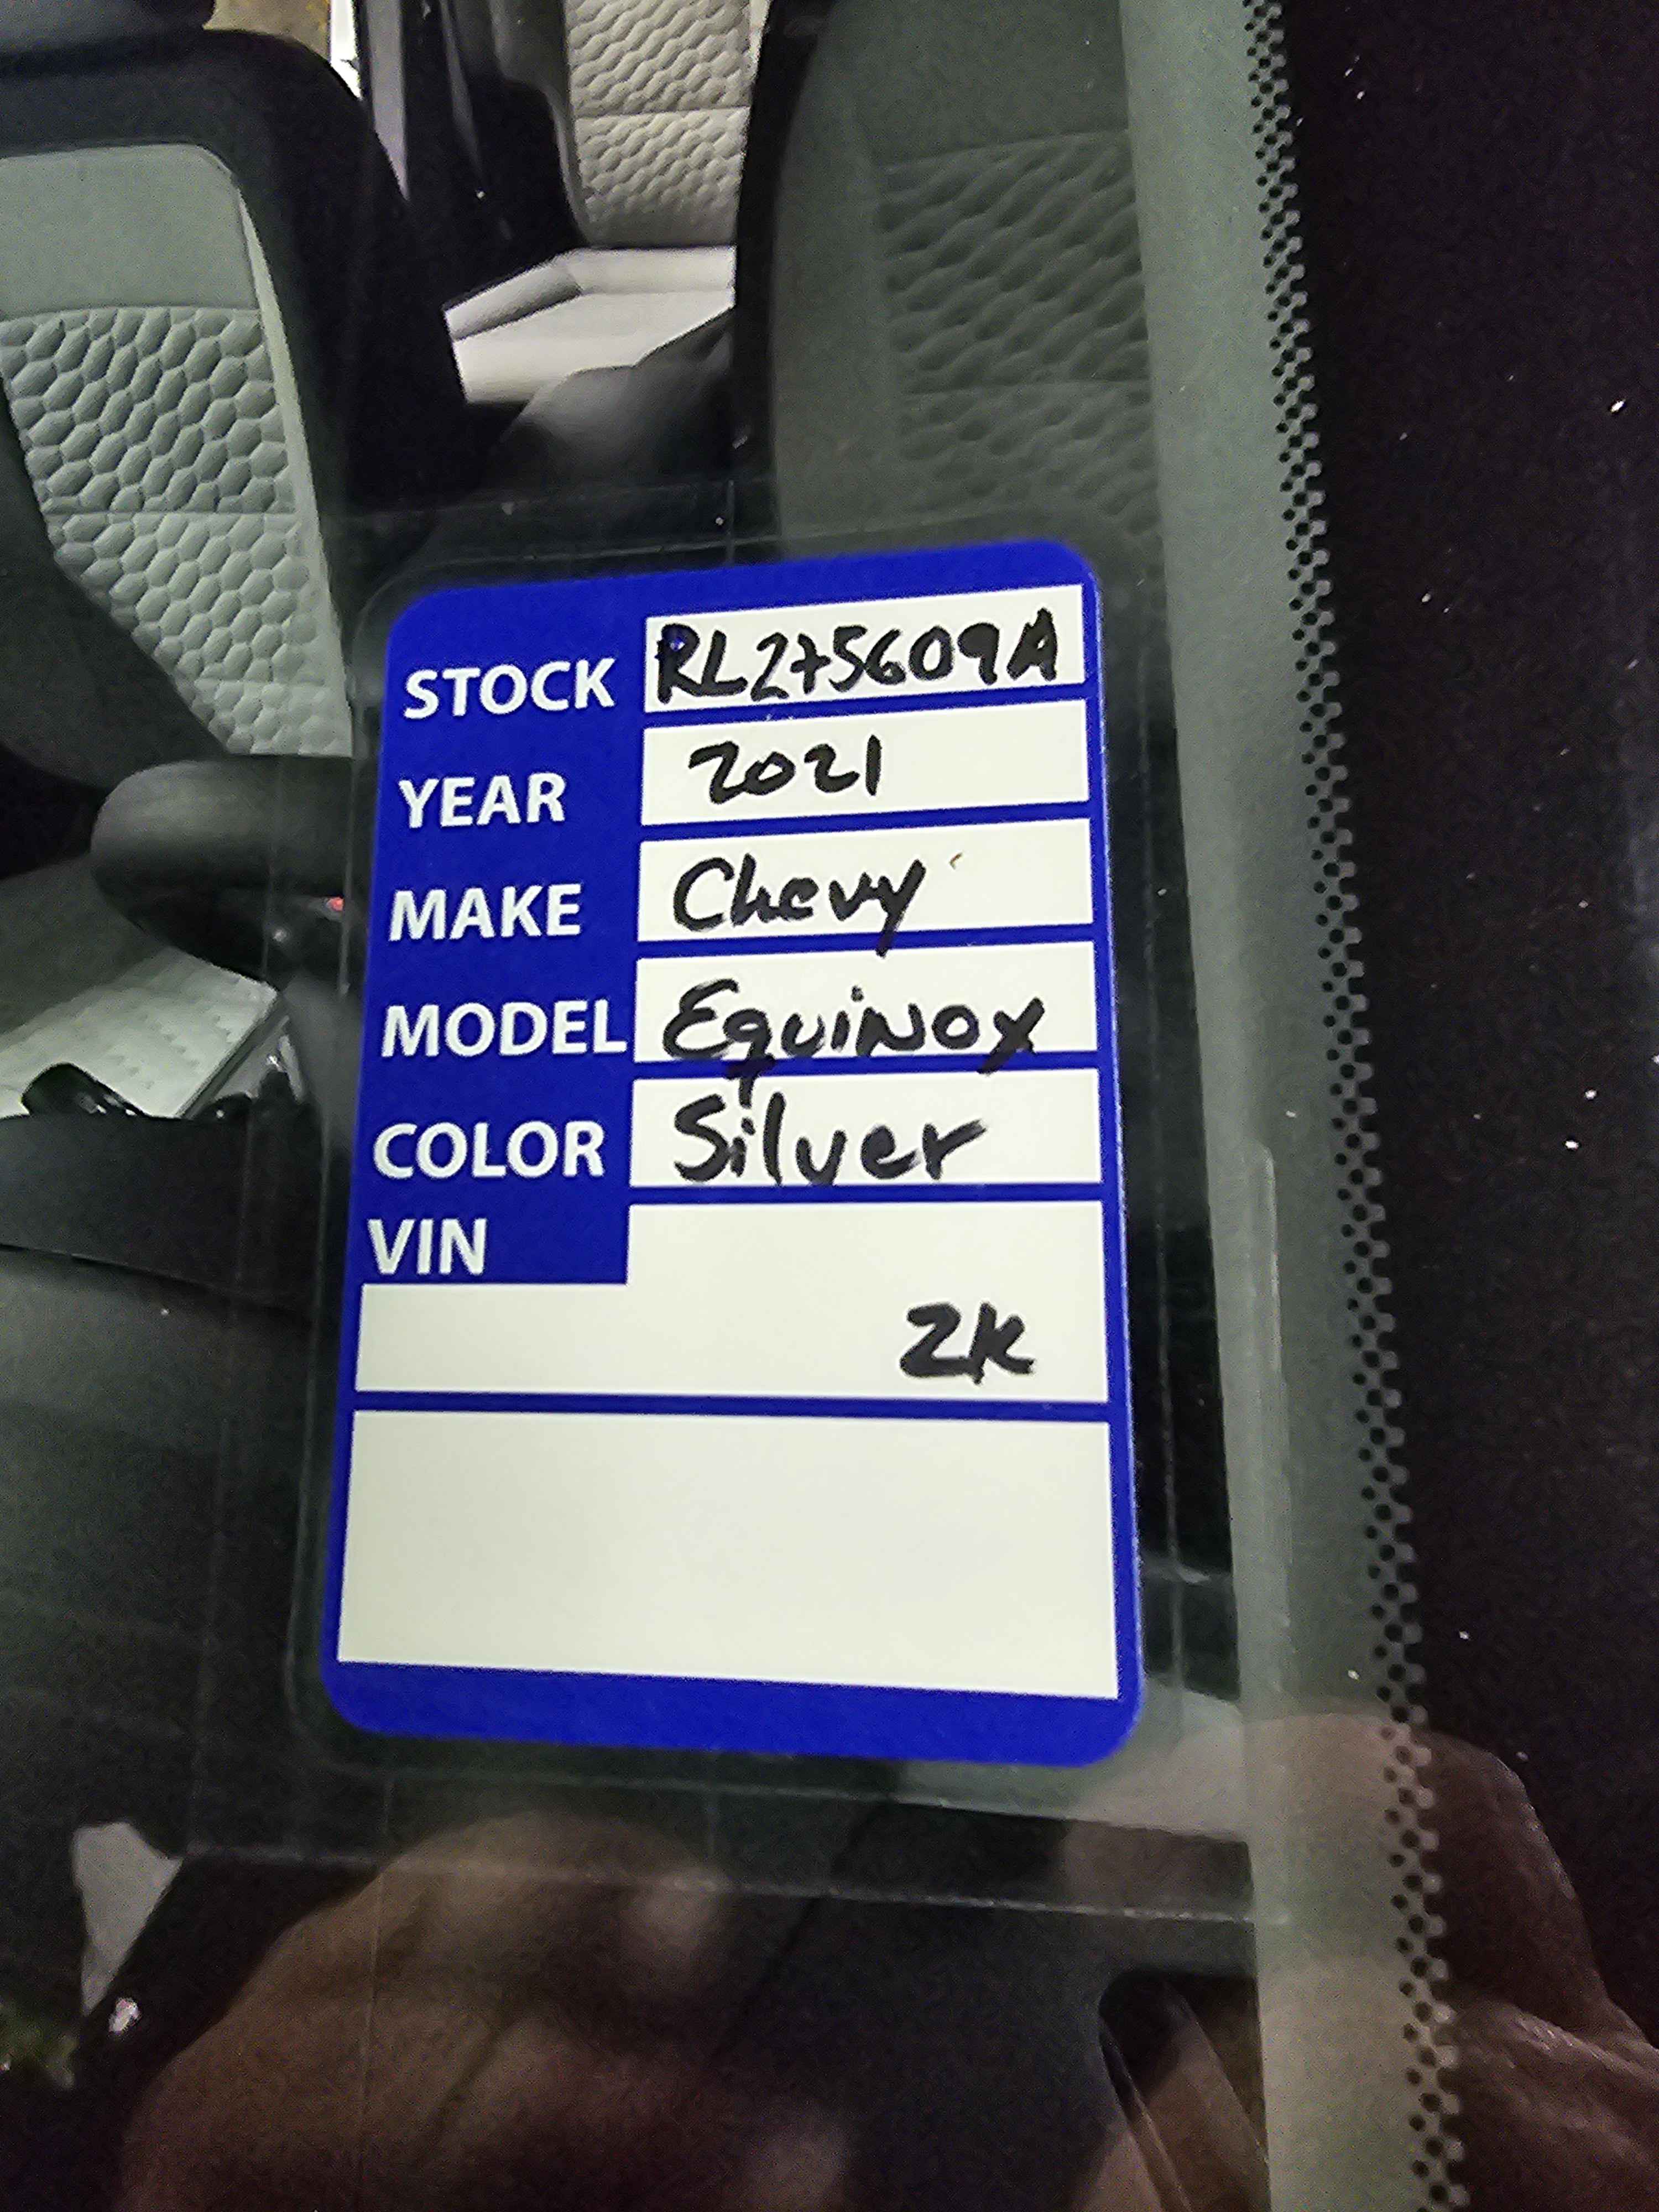 STOCK RL275609A
YEAR 2021
MAKE Chevy
MODEL Equinox
COLOR Silver
VIN
2k